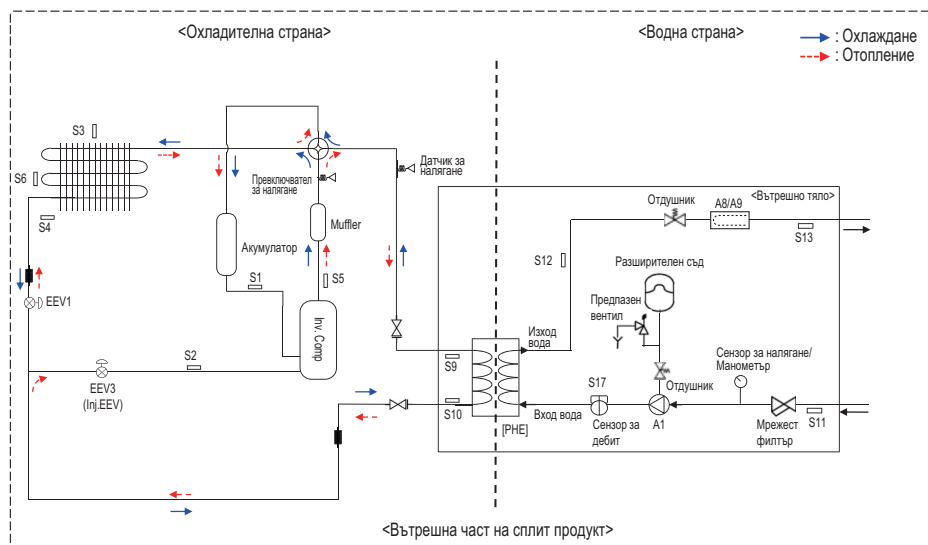 <Охладителна страна>
<Водна страна>
: Охлаждане
: Отопление
S3
S6
S4
Датчик за
налягане
Превключвател
за налягане
Muffler
Акумулатор
S1
S5
Inv. Comp
EEV1
S2
EEV3
(Inj.EEV)
S9
S10
[PHE]
<Вътрешно тяло>
Отдушник
A8/A9
S13
S12
Разширителен съд
Предпазен
вентил
Изход
вода
Вход вода
S17
Сензор за
дебит
Отдушник
A1
Сензор за налягане/
Манометър
Мрежест
филтър
S11
<Вътрешна част на сплит продукт>